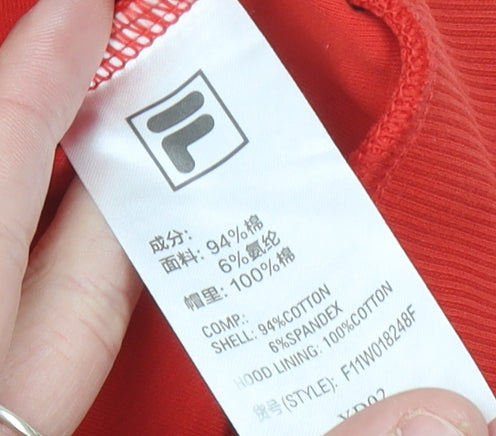 F
成分:
面料: 94%棉
6%氨纶
帽里: 100%棉
COMP.:
SHELL: 94%COTTON
6%SPANDEX
HOOD LINING: 100%COTTON
货号(STYLE): F11W018248F